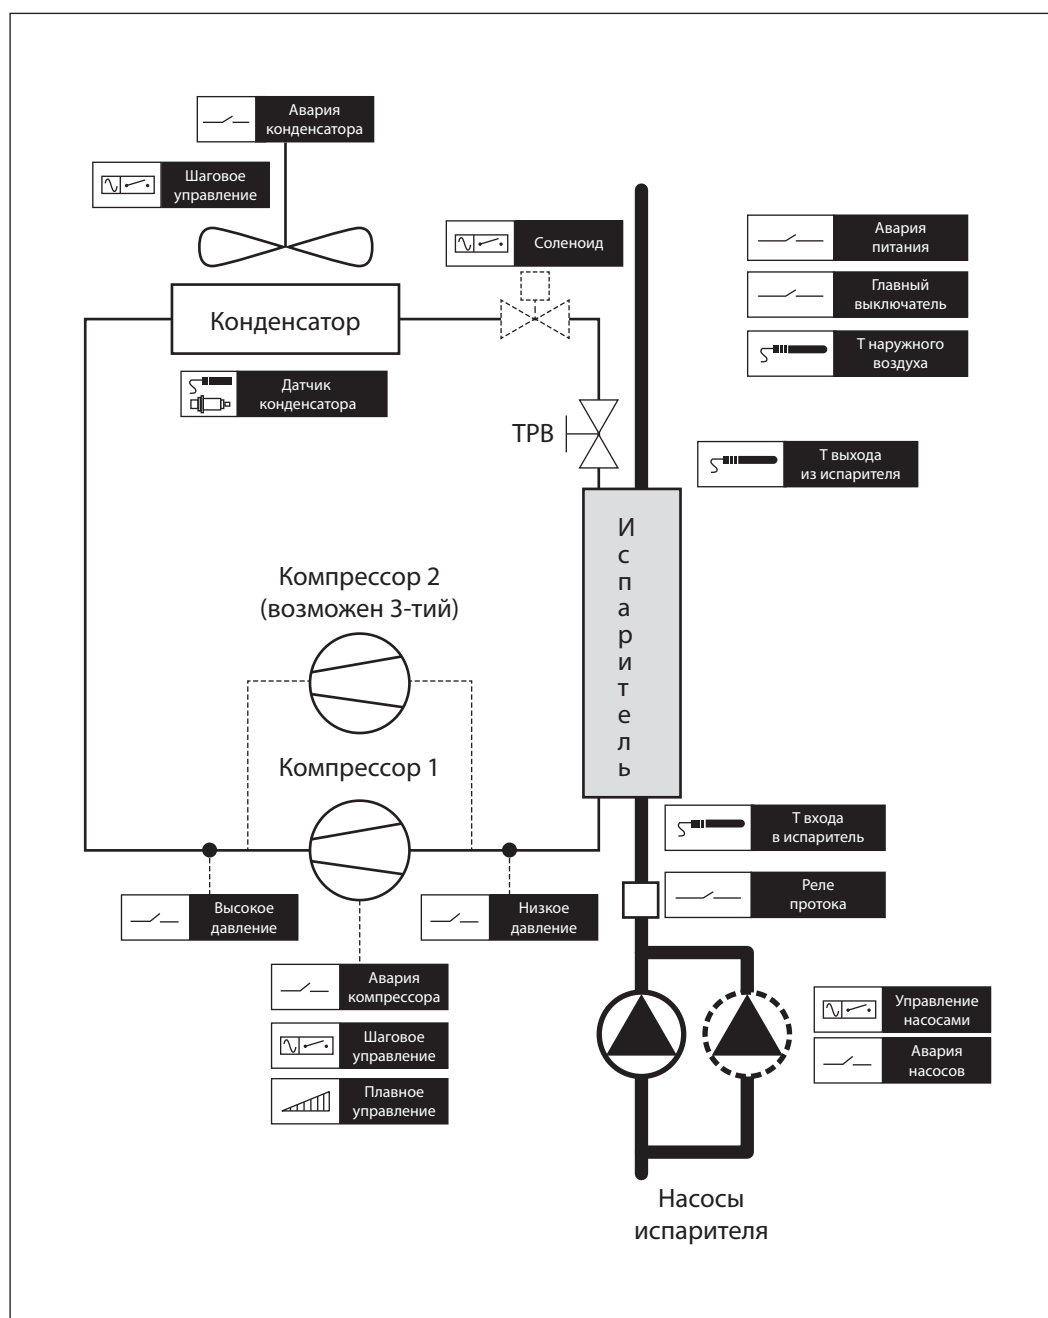 Авария
конденсатора
Шаговое
управление
Соленоид
Авария
питания
Главный
выключатель
Т наружного
воздуха
Конденсатор
Датчик
конденсатора
ТРВ
Т выхода
из испарителя
И
с
п
а
р
и
т
е
л
ь
Компрессор 2
(возможен 3-тий)
Компрессор 1
Т входа
в испаритель
Реле
протока
Высокое
давление
Низкое
давление
Авария
компрессора
Шаговое
управление
Плавное
управление
Управление
насосами
Авария
насосов
Насосы
испарителя